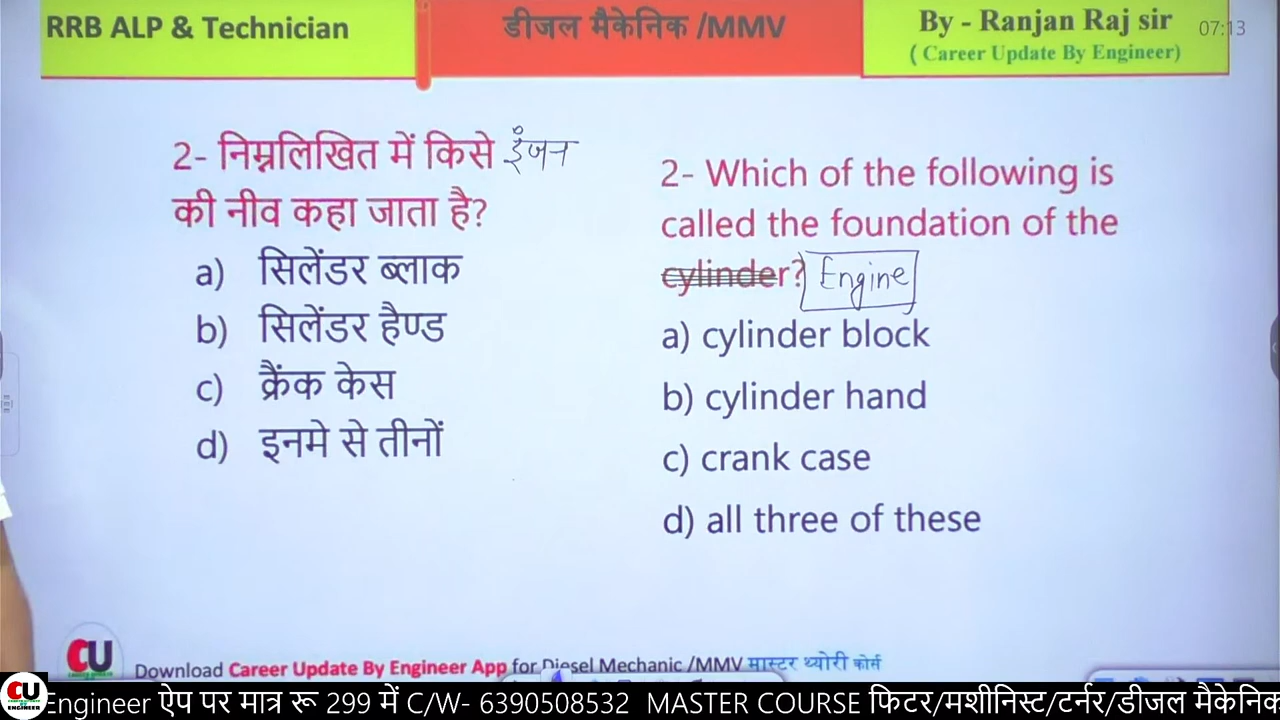 RRB ALP & Technician
डीजल मैकेनिक /MMV
By - Ranjan Raj sir
( Career Update By Engineer)
07:13
2- निम्नलिखित में किसे इंजन
की नीव कहा जाता है?
a) सिलेंडर ब्लाक
b) सिलेंडर हैण्ड
c) क्रैंक केस
d) इनमे से तीनों
2- Which of the following is
called the foundation of the
cylinder? Engine
a) cylinder block
b) cylinder hand
c) crank case
d) all three of these
CU
Download Career Update By Engineer App for Diesel Mechanic /MMV मास्टर थ्योरी कोर्स
CU
ENGINEER
Engineer ऐप पर मात्र रू 299 में C/W- 6390508532 MASTER COURSE फिटर/मशीनिस्ट/टर्नर/डीजल मैकेनिक